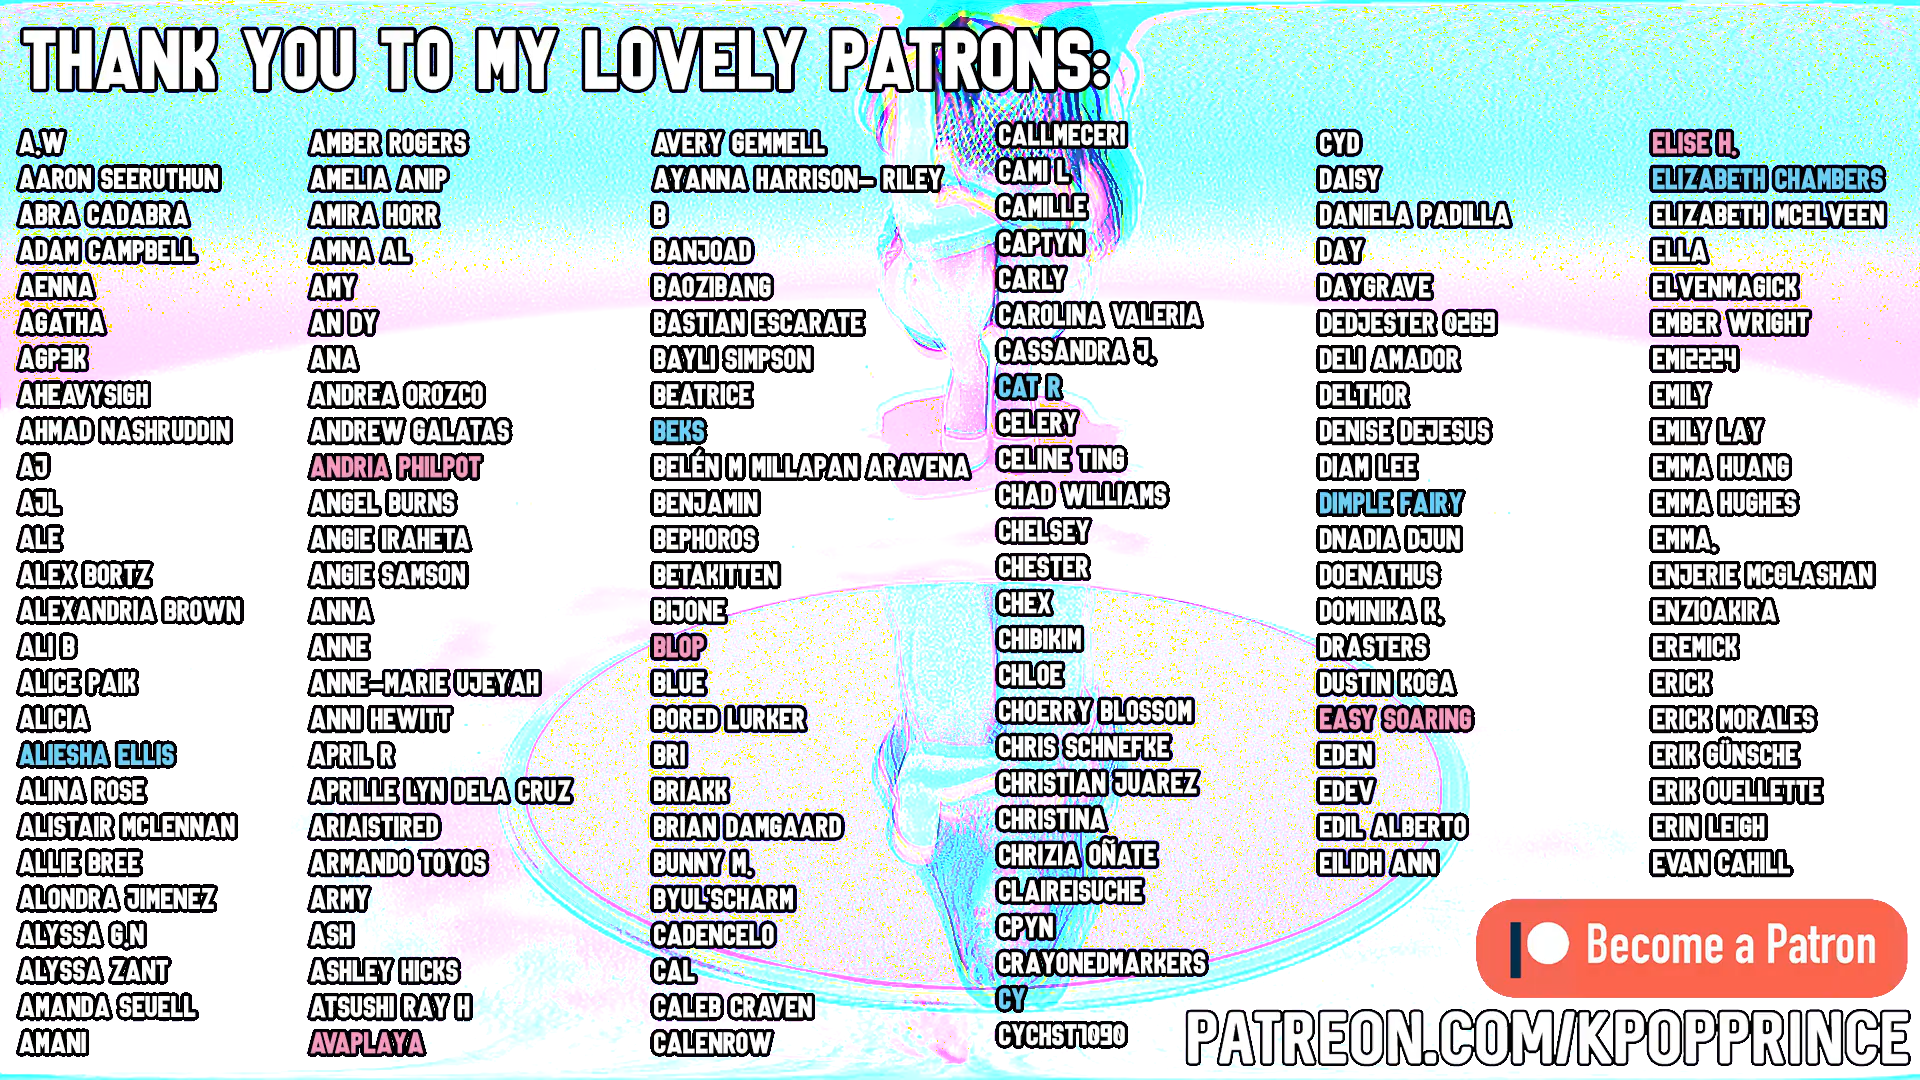 THANK YOU TO MY LOVELY PATRONS:
A.W
AARON SEERUTHUN
ABRA CADABRA
ADAM CAMPBELL
AENNA
AGATHA
AGP3K
AHEAVYSIGH
AHMAD NASHRUDDIN
AJ
AJL
ALE
ALEX BORTZ
ALEXANDRIA BROWN
ALI B
ALICE PAIK
ALICIA
ALIESHA ELLIS
ALINA ROSE
ALISTAIR MCLENNAN
ALLIE BREE
ALONDRA JIMENEZ
ALYSSA G.N
ALYSSA ZANT
AMANDA SEUELL
AMANI
AMBER ROGERS
AMELIA ANIP
AMIRA HORR
AMNA AL
AMY
AN DY
ANA
ANDREA OROZCO
ANDREW GALATAS
ANDRIA PHILPOT
ANGEL BURNS
ANGIE IRAHETA
ANGIE SAMSON
ANNA
ANNE
ANNE-MARIE UJEYAH
ANNI HEWITT
APRIL R
APRILLE LYN DELA CRUZ
ARIAISTIRED
ARMANDO TOYOS
ARMY
ASH
ASHLEY HICKS
ATSUSHI RAY H
AVAPLAYA
AVERY GEMMELL
AYANNA HARRISON- RILEY
B
BANJOAD
BAOZIBANG
BASTIAN ESCARATE
BAYLI SIMPSON
BEATRICE
BEKS
BELÉN M MILLAPAN ARAVENA
BENJAMIN
BEPHOROS
BETAKITTEN
BIJONE
BLOP
BLUE
BORED LURKER
BRI
BRIAKK
BRIAN DAMGAARD
BUNNY M.
BYUL'SCHARM
CADENCELO
CAL
CALEB CRAVEN
CALENROW
CALLMECERI
CAMI L
CAMILLE
CAPTYN
CARLY
CAROLINA VALERIA
CASSANDRA J.
CAT R
CELERY
CELINE TING
CHAD WILLIAMS
CHELSEY
CHESTER
CHEX
CHIBIKIM
CHLOE
CHOERRY BLOSSOM
CHRIS SCHNEFKE
CHRISTIAN JUAREZ
CHRISTINA
CHRIZIA OÑATE
CLAIREISUCHE
CPYN
CRAYONEDMARKERS
CY
CYCHST1090
CYD
DAISY
DANIELA PADILLA
DAY
DAYGRAVE
DEDJESTER 0269
DELI AMADOR
DELTHOR
DENISE DEJESUS
DIAM LEE
DIMPLE FAIRY
DNADIA DJUN
DOENATHUS
DOMINIKA K.
DRASTERS
DUSTIN KOGA
EASY SOARING
EDEN
EDEV
EDIL ALBERTO
EILIDH ANN
ELISE H.
ELIZABETH CHAMBERS
ELIZABETH MCELVEEN
ELLA
ELVENMAGICK
EMBER WRIGHT
EMI2224
EMILY
EMILY LAY
EMMA HUANG
EMMA HUGHES
EMMA.
ENJERIE MCGLASHAN
ENZIOAKIRA
EREMICK
ERICK
ERICK MORALES
ERIK GÜNSCHE
ERIK OUELLETTE
ERIN LEIGH
EVAN CAHILL
Become a Patron
PATREON.COM/KPOPPRINCE